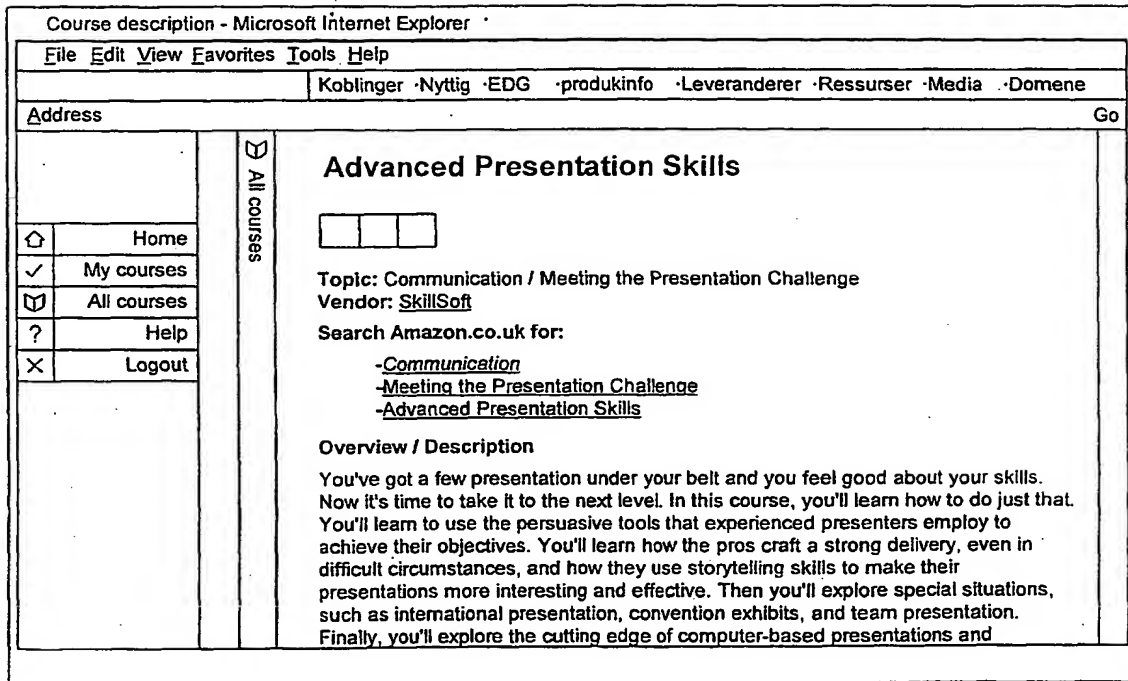 Course description - Microsoft Internet Explorer
File Edit View Favorites Tools Help
Koblinger ·Nyttig ·EDG ·produkinfo ·Leveranderer ·Ressurser ·Media ·Domene
Address Go
All courses
Home
My courses
All courses
? Help
Logout
Advanced Presentation Skills
Topic: Communication / Meeting the Presentation Challenge
Vendor: SkillSoft
Search Amazon.co.uk for:
-Communication
-Meeting the Presentation Challenge
-Advanced Presentation Skills
Overview / Description
You've got a few presentation under your belt and you feel good about your skills.
Now it's time to take it to the next level. In this course, you'll learn how to do just that.
You'll learn to use the persuasive tools that experienced presenters employ to
achieve their objectives. You'll learn how the pros craft a strong delivery, even in
difficult circumstances, and how they use storytelling skills to make their
presentations more interesting and effective. Then you'll explore special situations,
such as international presentation, convention exhibits, and team presentation.
Finally, you'll explore the cutting edge of computer-based presentations and